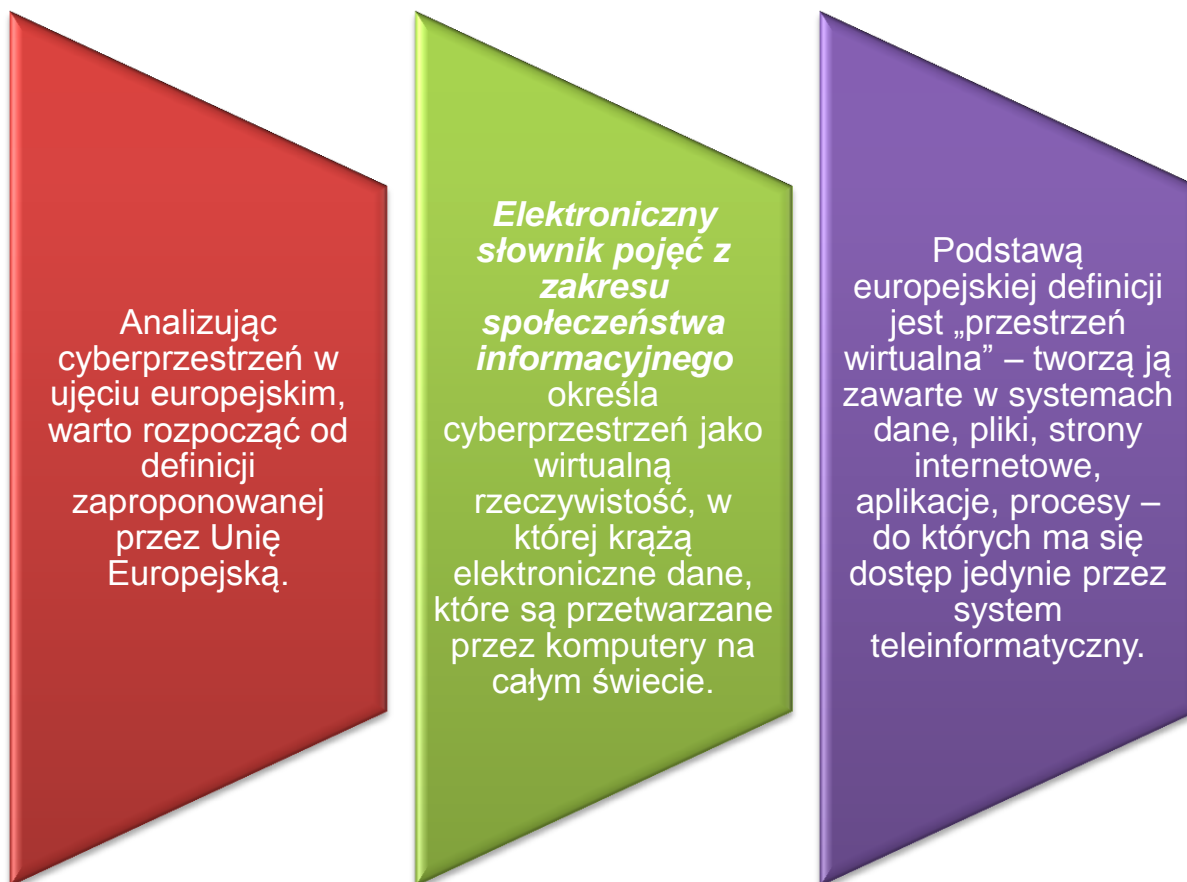 Analizując
cyberprzestrzeń w
ujęciu europejskim,
warto rozpocząć od
definicji
zaproponowanej
przez Unię
Europejską.
Elektroniczny
słownik pojęć z
zakresu
społeczeństwa
informacyjnego
określa
cyberprzestrzeń jako
wirtualną
rzeczywistość, w
której krążą
elektroniczne dane,
które są przetwarzane
przez komputery na
całym świecie.
Podstawą
europejskiej definicji
jest „przestrzeń
wirtualna” – tworzą ją
zawarte w systemach
dane, pliki, strony
internetowe,
aplikacje, procesy –
do których ma się
dostęp jedynie przez
system
teleinformatyczny.